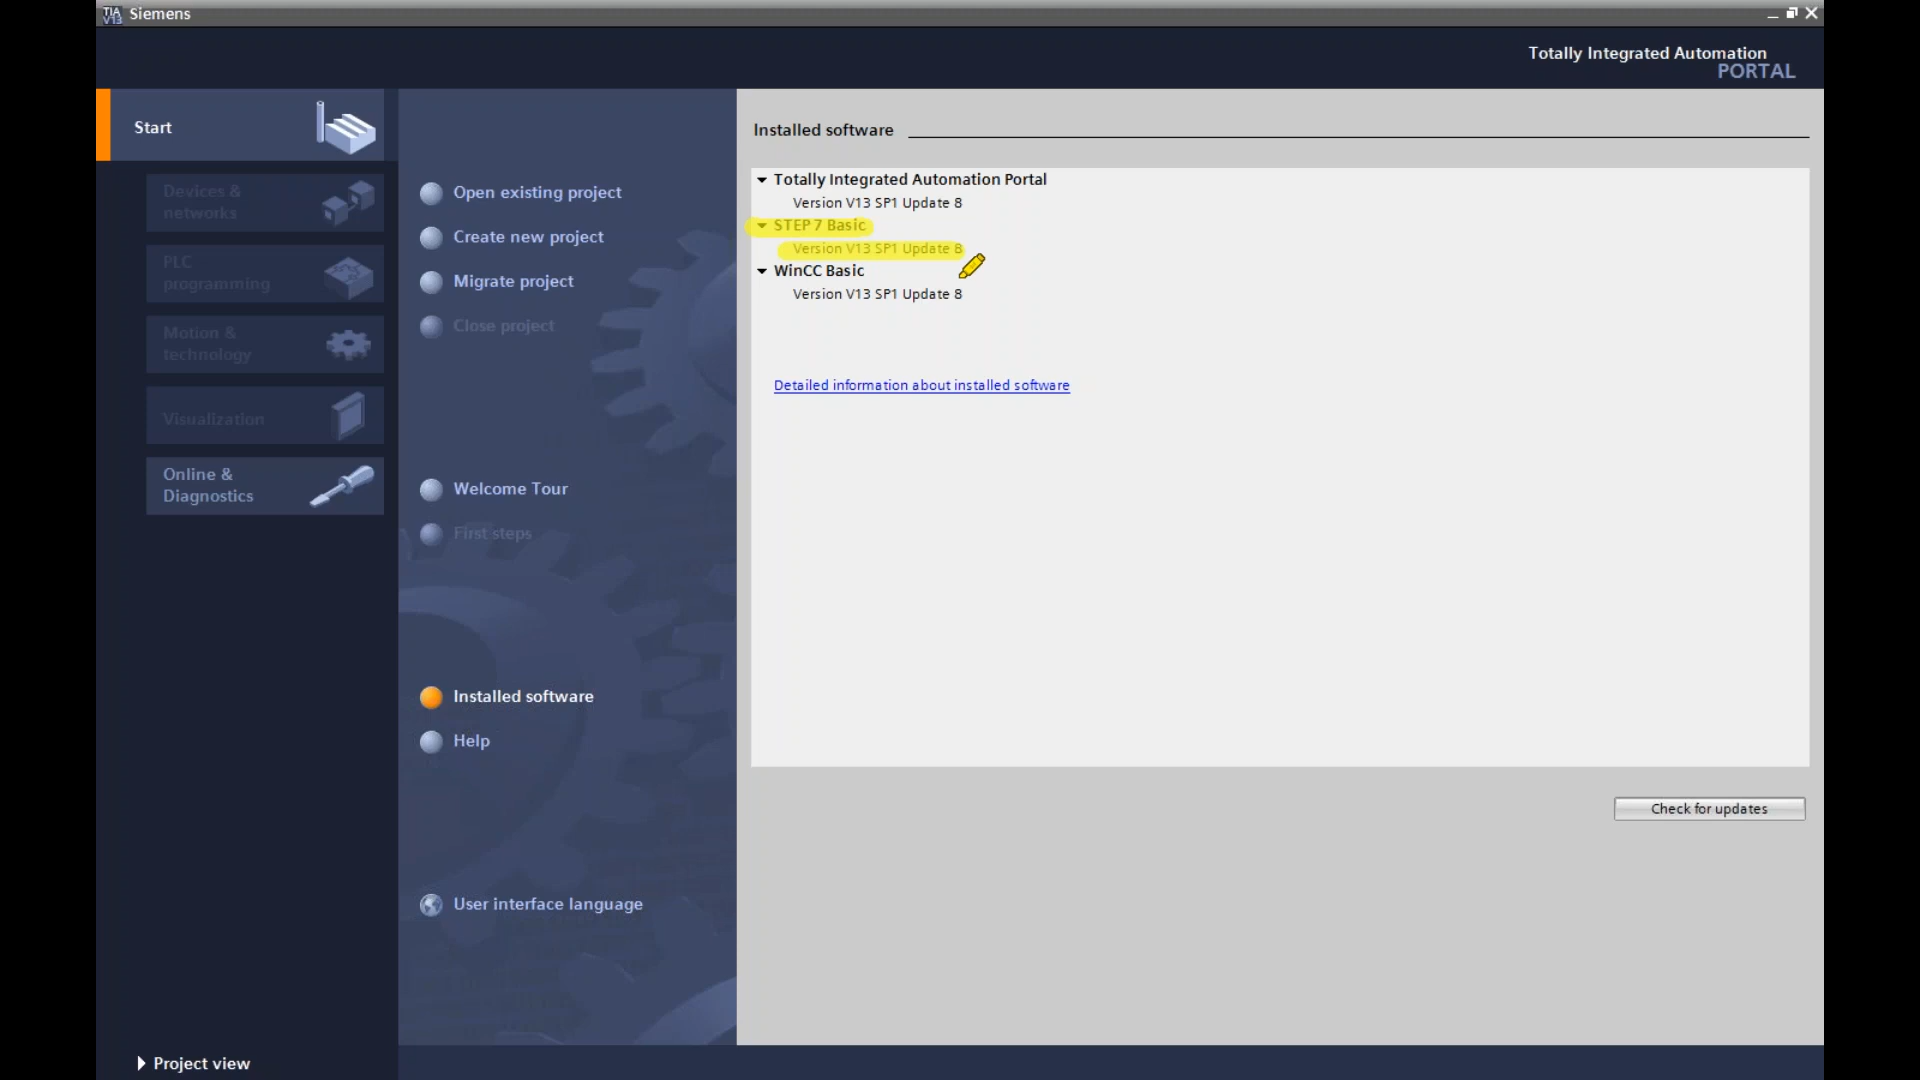 TIA
V13
Siemens
Totally Integrated Automation
PORTAL
Start
Devices &
networks
PLC
programming
Motion &
technology
Visualization
Online &
Diagnostics
Open existing project
Create new project
Migrate project
Close project
Welcome Tour
First steps
Installed software
Help
User interface language
Installed software
Totally Integrated Automation Portal
Version V13 SP1 Update 8
STEP 7 Basic
Version V13 SP1 Update 8
WinCC Basic
Version V13 SP1 Update 8
Detailed information about installed software
Check for updates
Project view